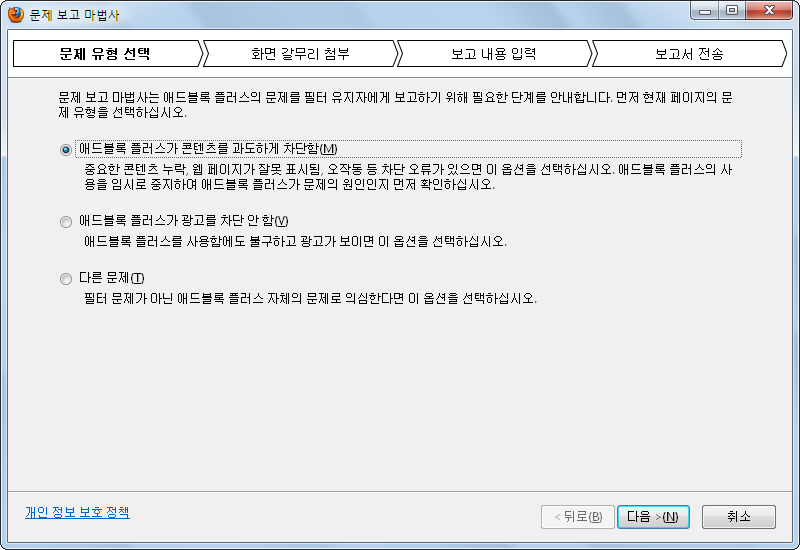 문제 보고 마법사
문제 유형 선택
화면 갈무리 첨부
보고 내용 입력
보고서 전송
문제 보고 마법사는 애드블록 플러스의 문제를 필터 유지자에게 보고하기 위해 필요한 단계를 안내합니다. 먼저 현재 페이지의 문
제 유형을 선택하십시오.
애드블록 플러스가 콘텐츠를 과도하게 차단함(M)
중요한 콘텐츠 누락, 웹 페이지가 잘못 표시됨, 오작동 등 차단 오류가 있으면 이 옵션을 선택하십시오. 애드블록 플러스의 사
용을 임시로 중지하며 애드블록 플러스가 문제의 원인인지 먼저 확인하십시오.
애드블록 플러스가 광고를 차단 안 함(V)
애드블록 플러스를 사용함에도 불구하고 광고가 보이면 이 옵션을 선택하십시오.
다른 문제(T)
필터 문제가 아닌 애드블록 플러스 자체의 문제로 의심한다면 이 옵션을 선택하십시오.
개인 정보 보호 정책
< 뒤로(B)
다음 >(N)
취소